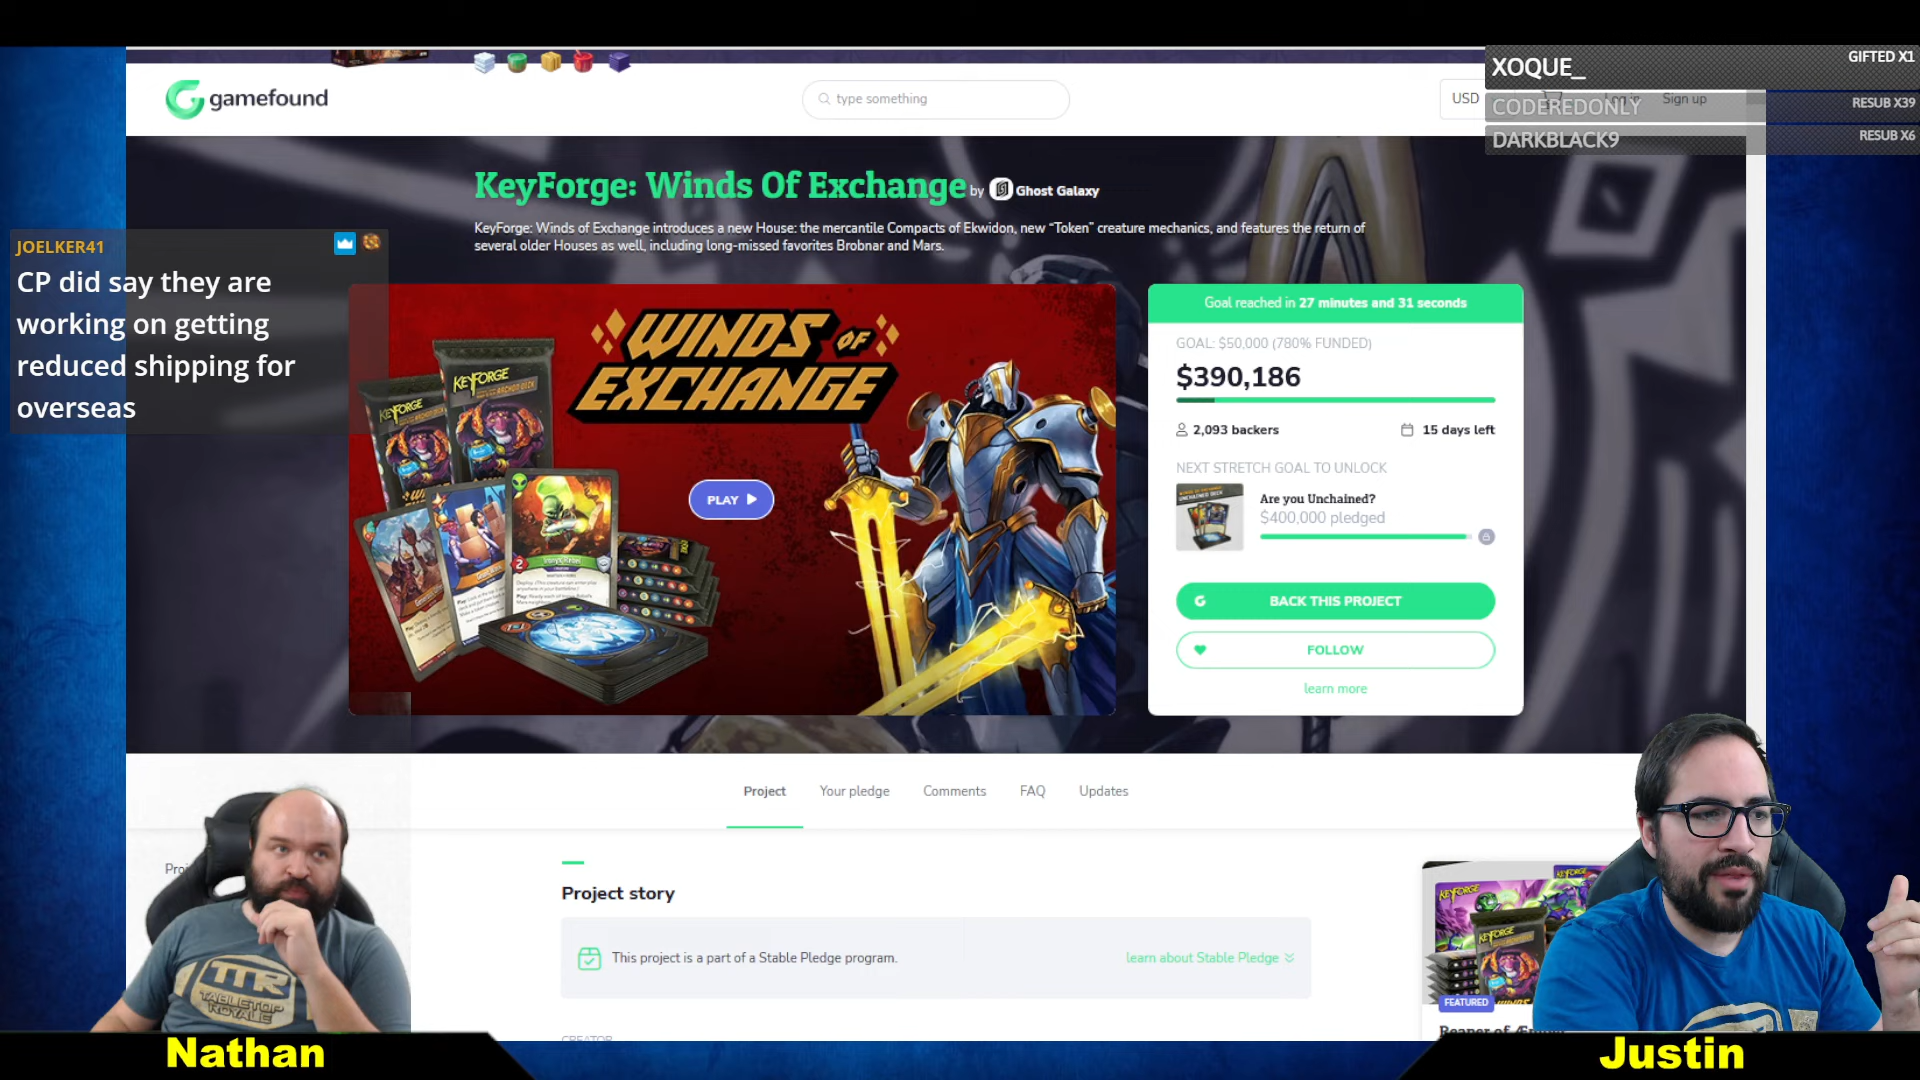 gamefound
type something
USD
Sign up
XOQUE_
GIFTED X1
CODEREDONLY
RESUB X39
DARKBLACK9
RESUB X6
KeyForge: Winds Of Exchange by Ghost Galaxy
KeyForge: Winds of Exchange introduces a new House: the mercantile Compacts of Ekwidon, new “Token” creature mechanics, and features the return of
several older Houses as well, including long-missed favorites Brobnar and Mars.
JOELKER41
CP did say they are
working on getting
reduced shipping for
overseas
WINDS OF
EXCHANGE
KEYFORGE
KEYFORGE
PLAY
Goal reached in 27 minutes and 31 seconds
GOAL: $50,000 (780% FUNDED)
$390,186
2,093 backers
15 days left
NEXT STRETCH GOAL TO UNLOCK
Are you Unchained?
$400,000 pledged
BACK THIS PROJECT
FOLLOW
learn more
Project
Your pledge
Comments
FAQ
Updates
Project story
This project is a part of a Stable Pledge program.
learn about Stable Pledge
KEYFORGE
KEYFORGE
FEATURED
TTR
TABLETOP
ROYALE
Nathan
Justin